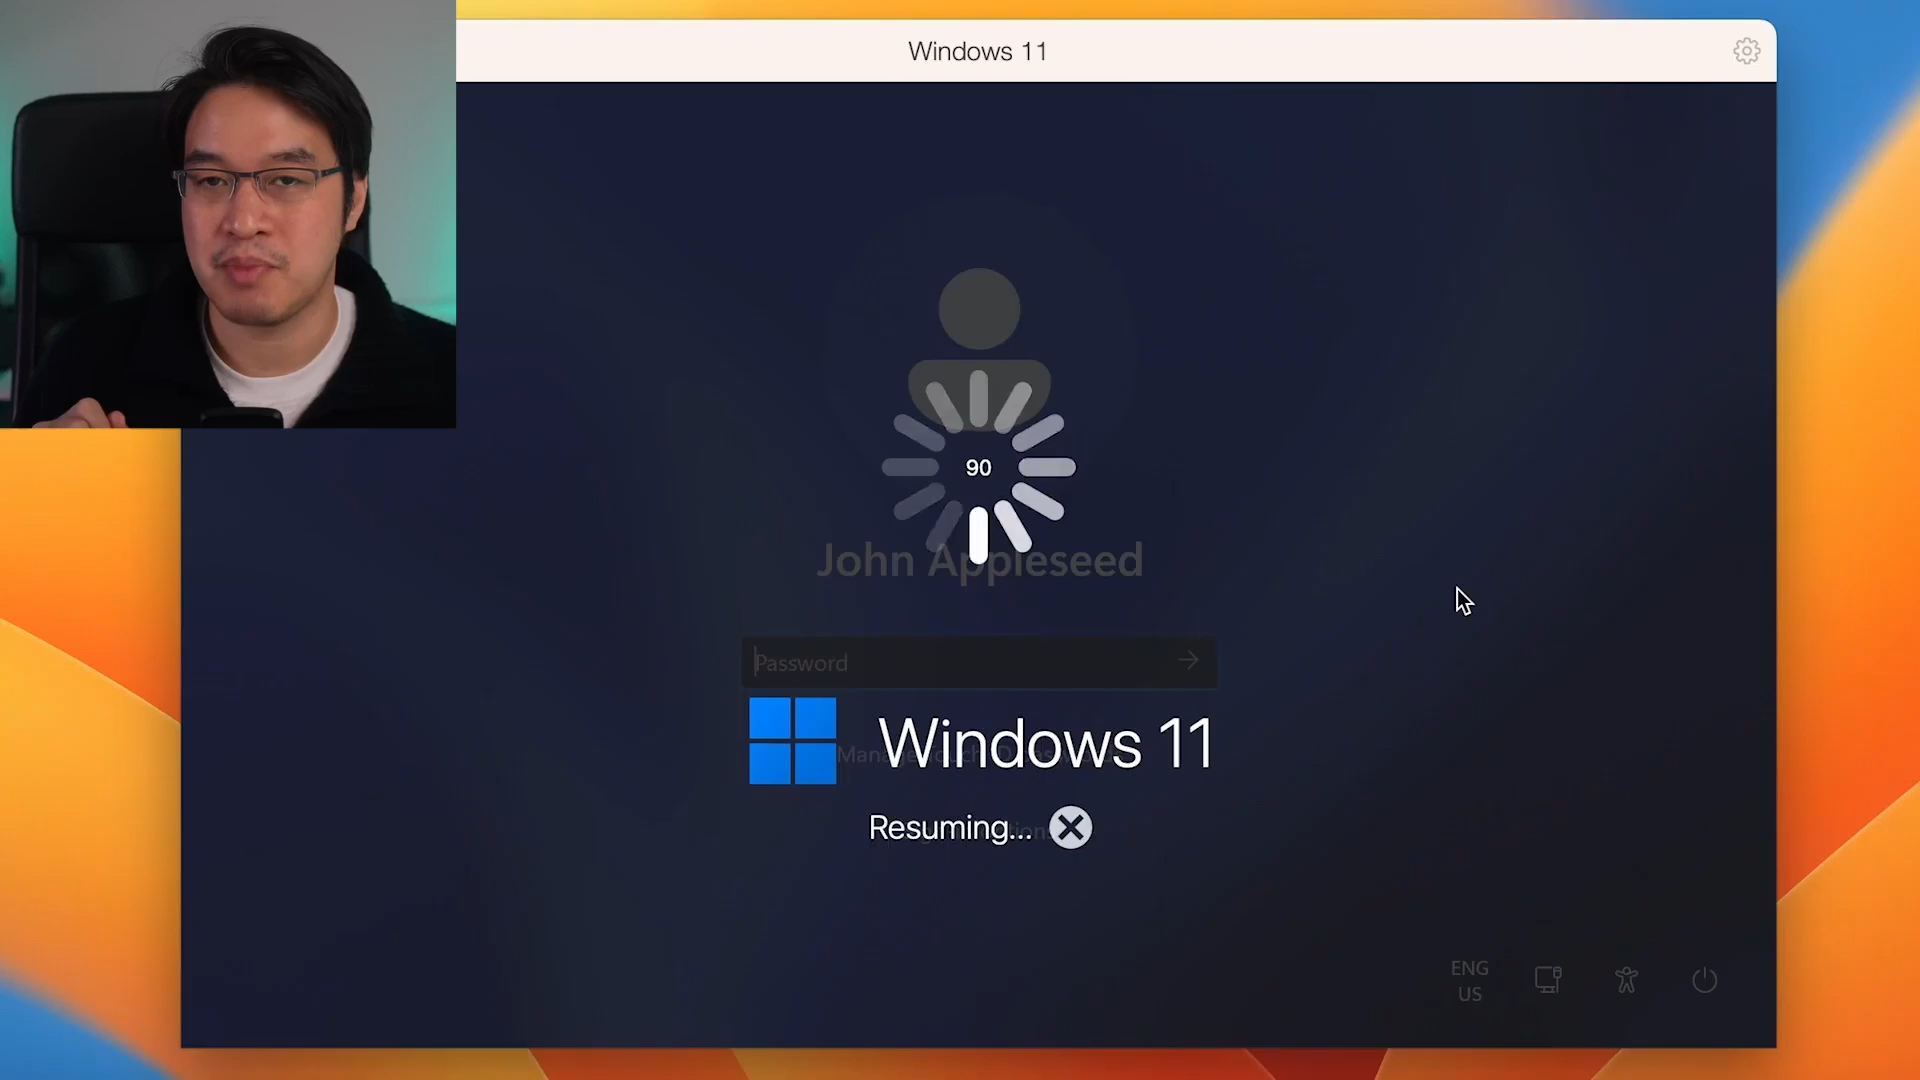 Windows 11
90
John Appleseed
Password
Windows 11
Resuming...
ENG
US